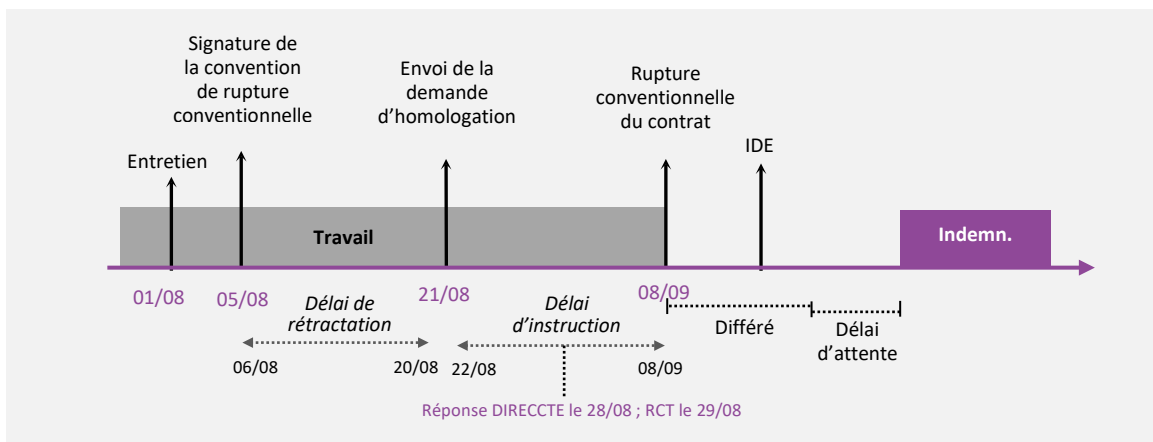 Signature de
la convention
de rupture
conventionnelle
Envoi de la
demande
d'homologation
Rupture
conventionnelle
du contrat
IDE
Entretien
Travail
Indemn.
01/08
05/08
21/08
08/09
Délai de
rétractation
Délai
d'instruction
Différé
Délai
d'attente
06/08
20/08
22/08
08/09
Réponse DIRECCTE le 28/08 ; RCT le 29/08